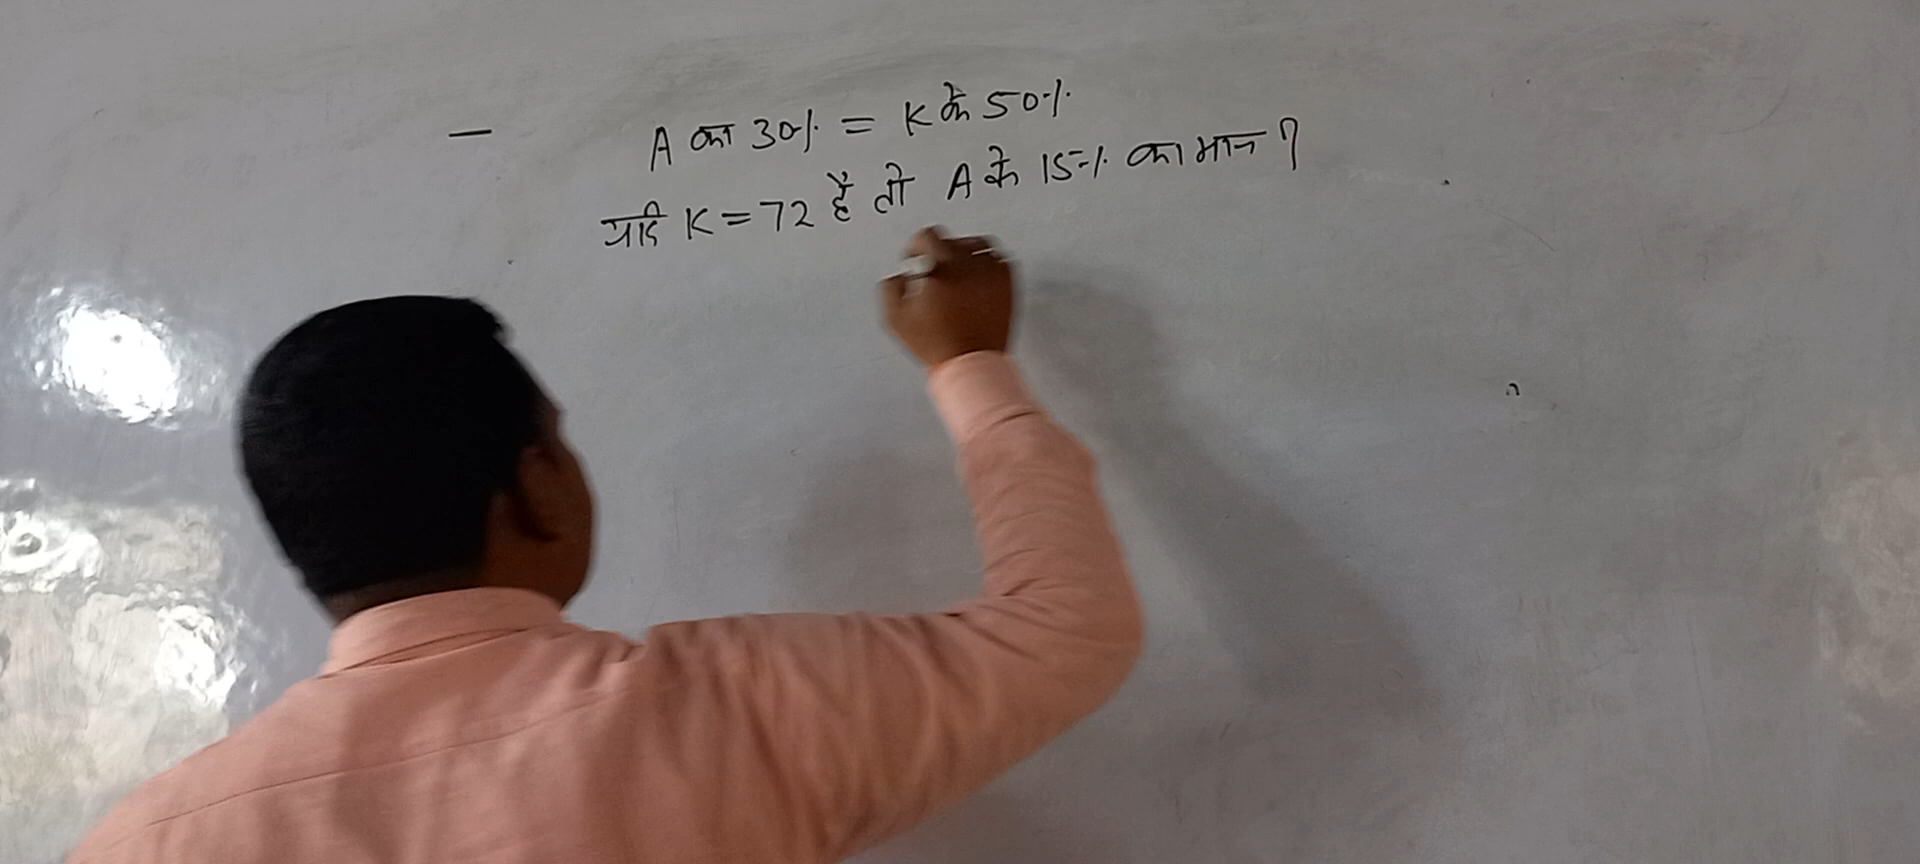 A का 30% = K के 50%
यदि K = 72 है तो A के 15% का मान ?